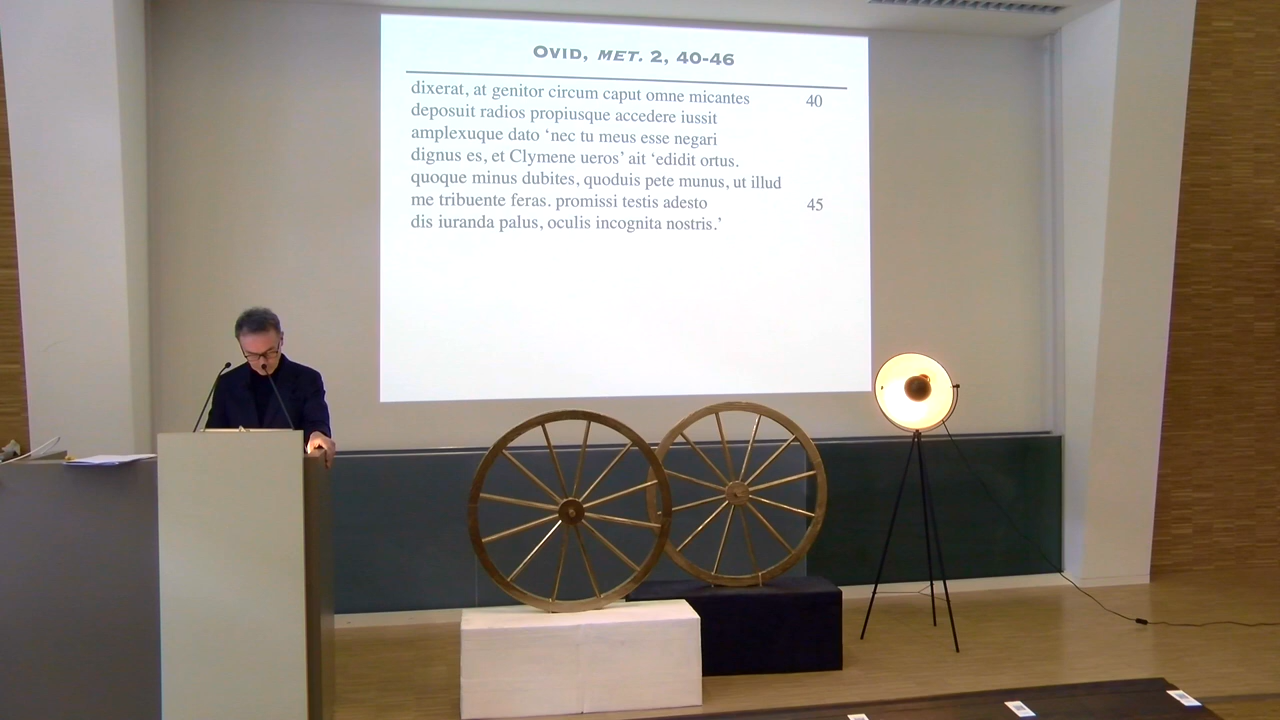 OVID, MET. 2, 40-46
dixerat, at genitor circum caput omne micantes 40
deposuit radios propiusque accedere iussit
amplexuque dato ‘nec tu meus esse negari
dignus es, et Clymene ueros’ ait ‘edidit ortus.
quoque minus dubites, quoduis pete munus, ut illud
me tribuente feras. promissi testis adesto 45
dis iuranda palus, oculis incognita nostris.’